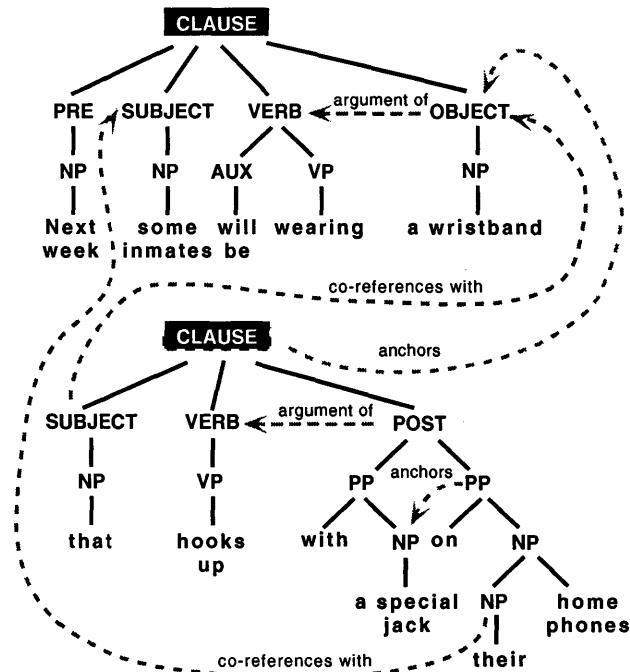 CLAUSE
PRE SUBJECT VERB argument of OBJECT
NP NP AUX VP NP
Next some will wearing a wristband
week inmates be
co-references with
CLAUSE
anchors
SUBJECT VERB argument of POST
NP VP PP anchors PP
that hooks with NP on NP
up
a special NP home
jack phones
co-references with their